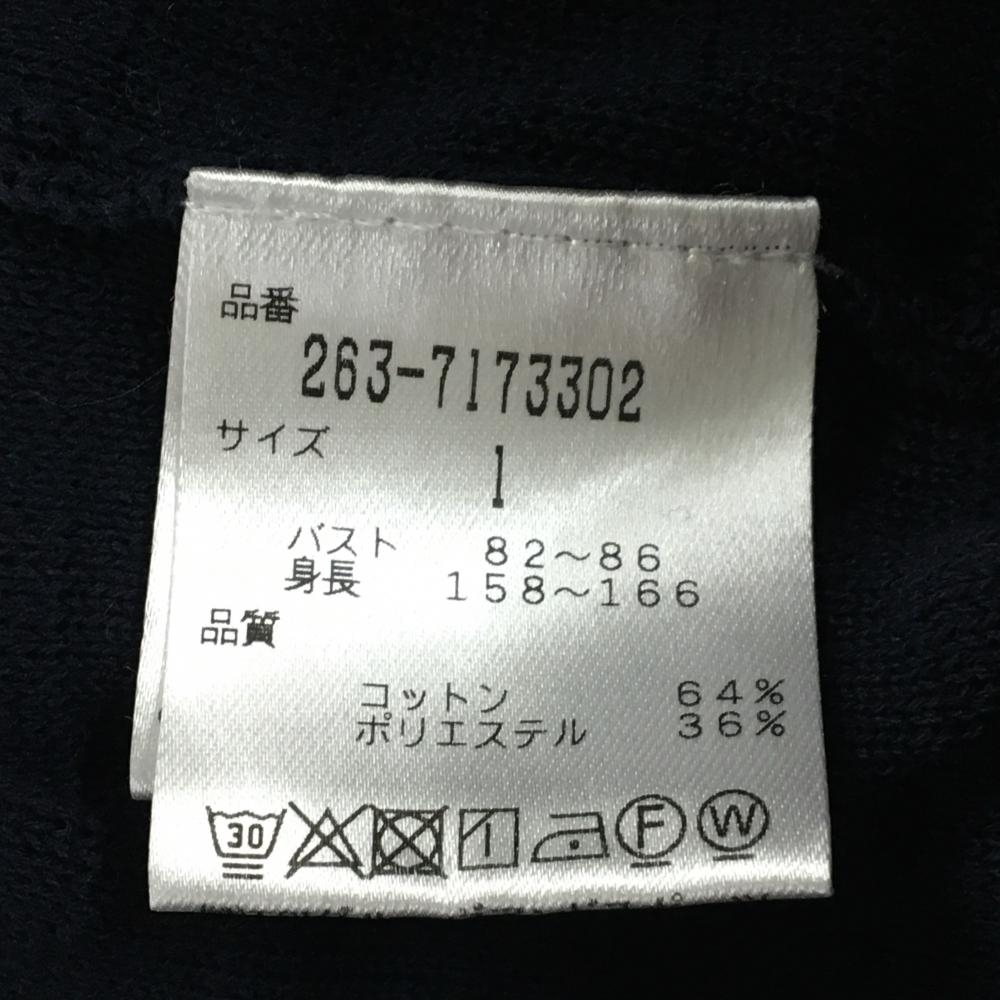 品番
263-7173302
サイズ
1
バスト 82～86
身長 158～166
品質
コットン 64%
ポリエステル 36%
30 F W